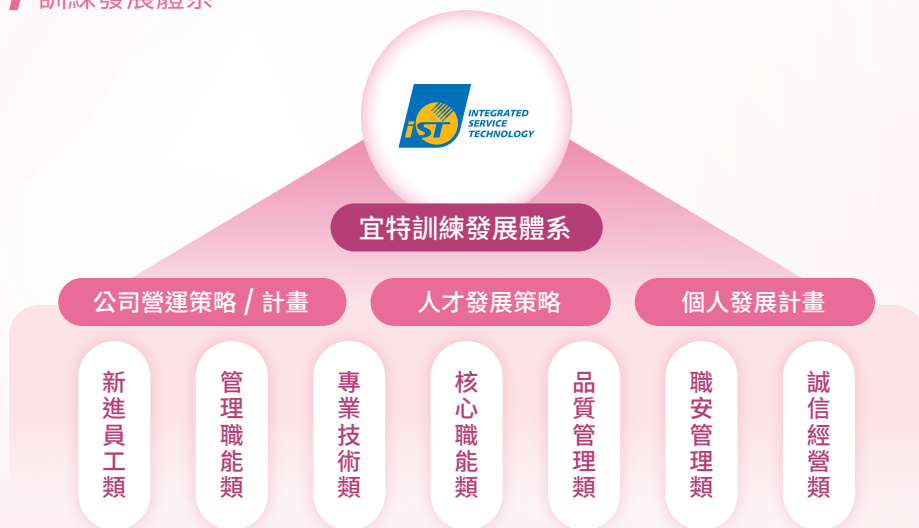 訓練發展體系
iST
INTEGRATED
SERVICE
TECHNOLOGY
宜特訓練發展體系
公司營運策略 / 計畫
人才發展策略
個人發展計畫
新進員工類
管理職能類
專業技術類
核心職能類
品質管理類
職安管理類
誠信經營類